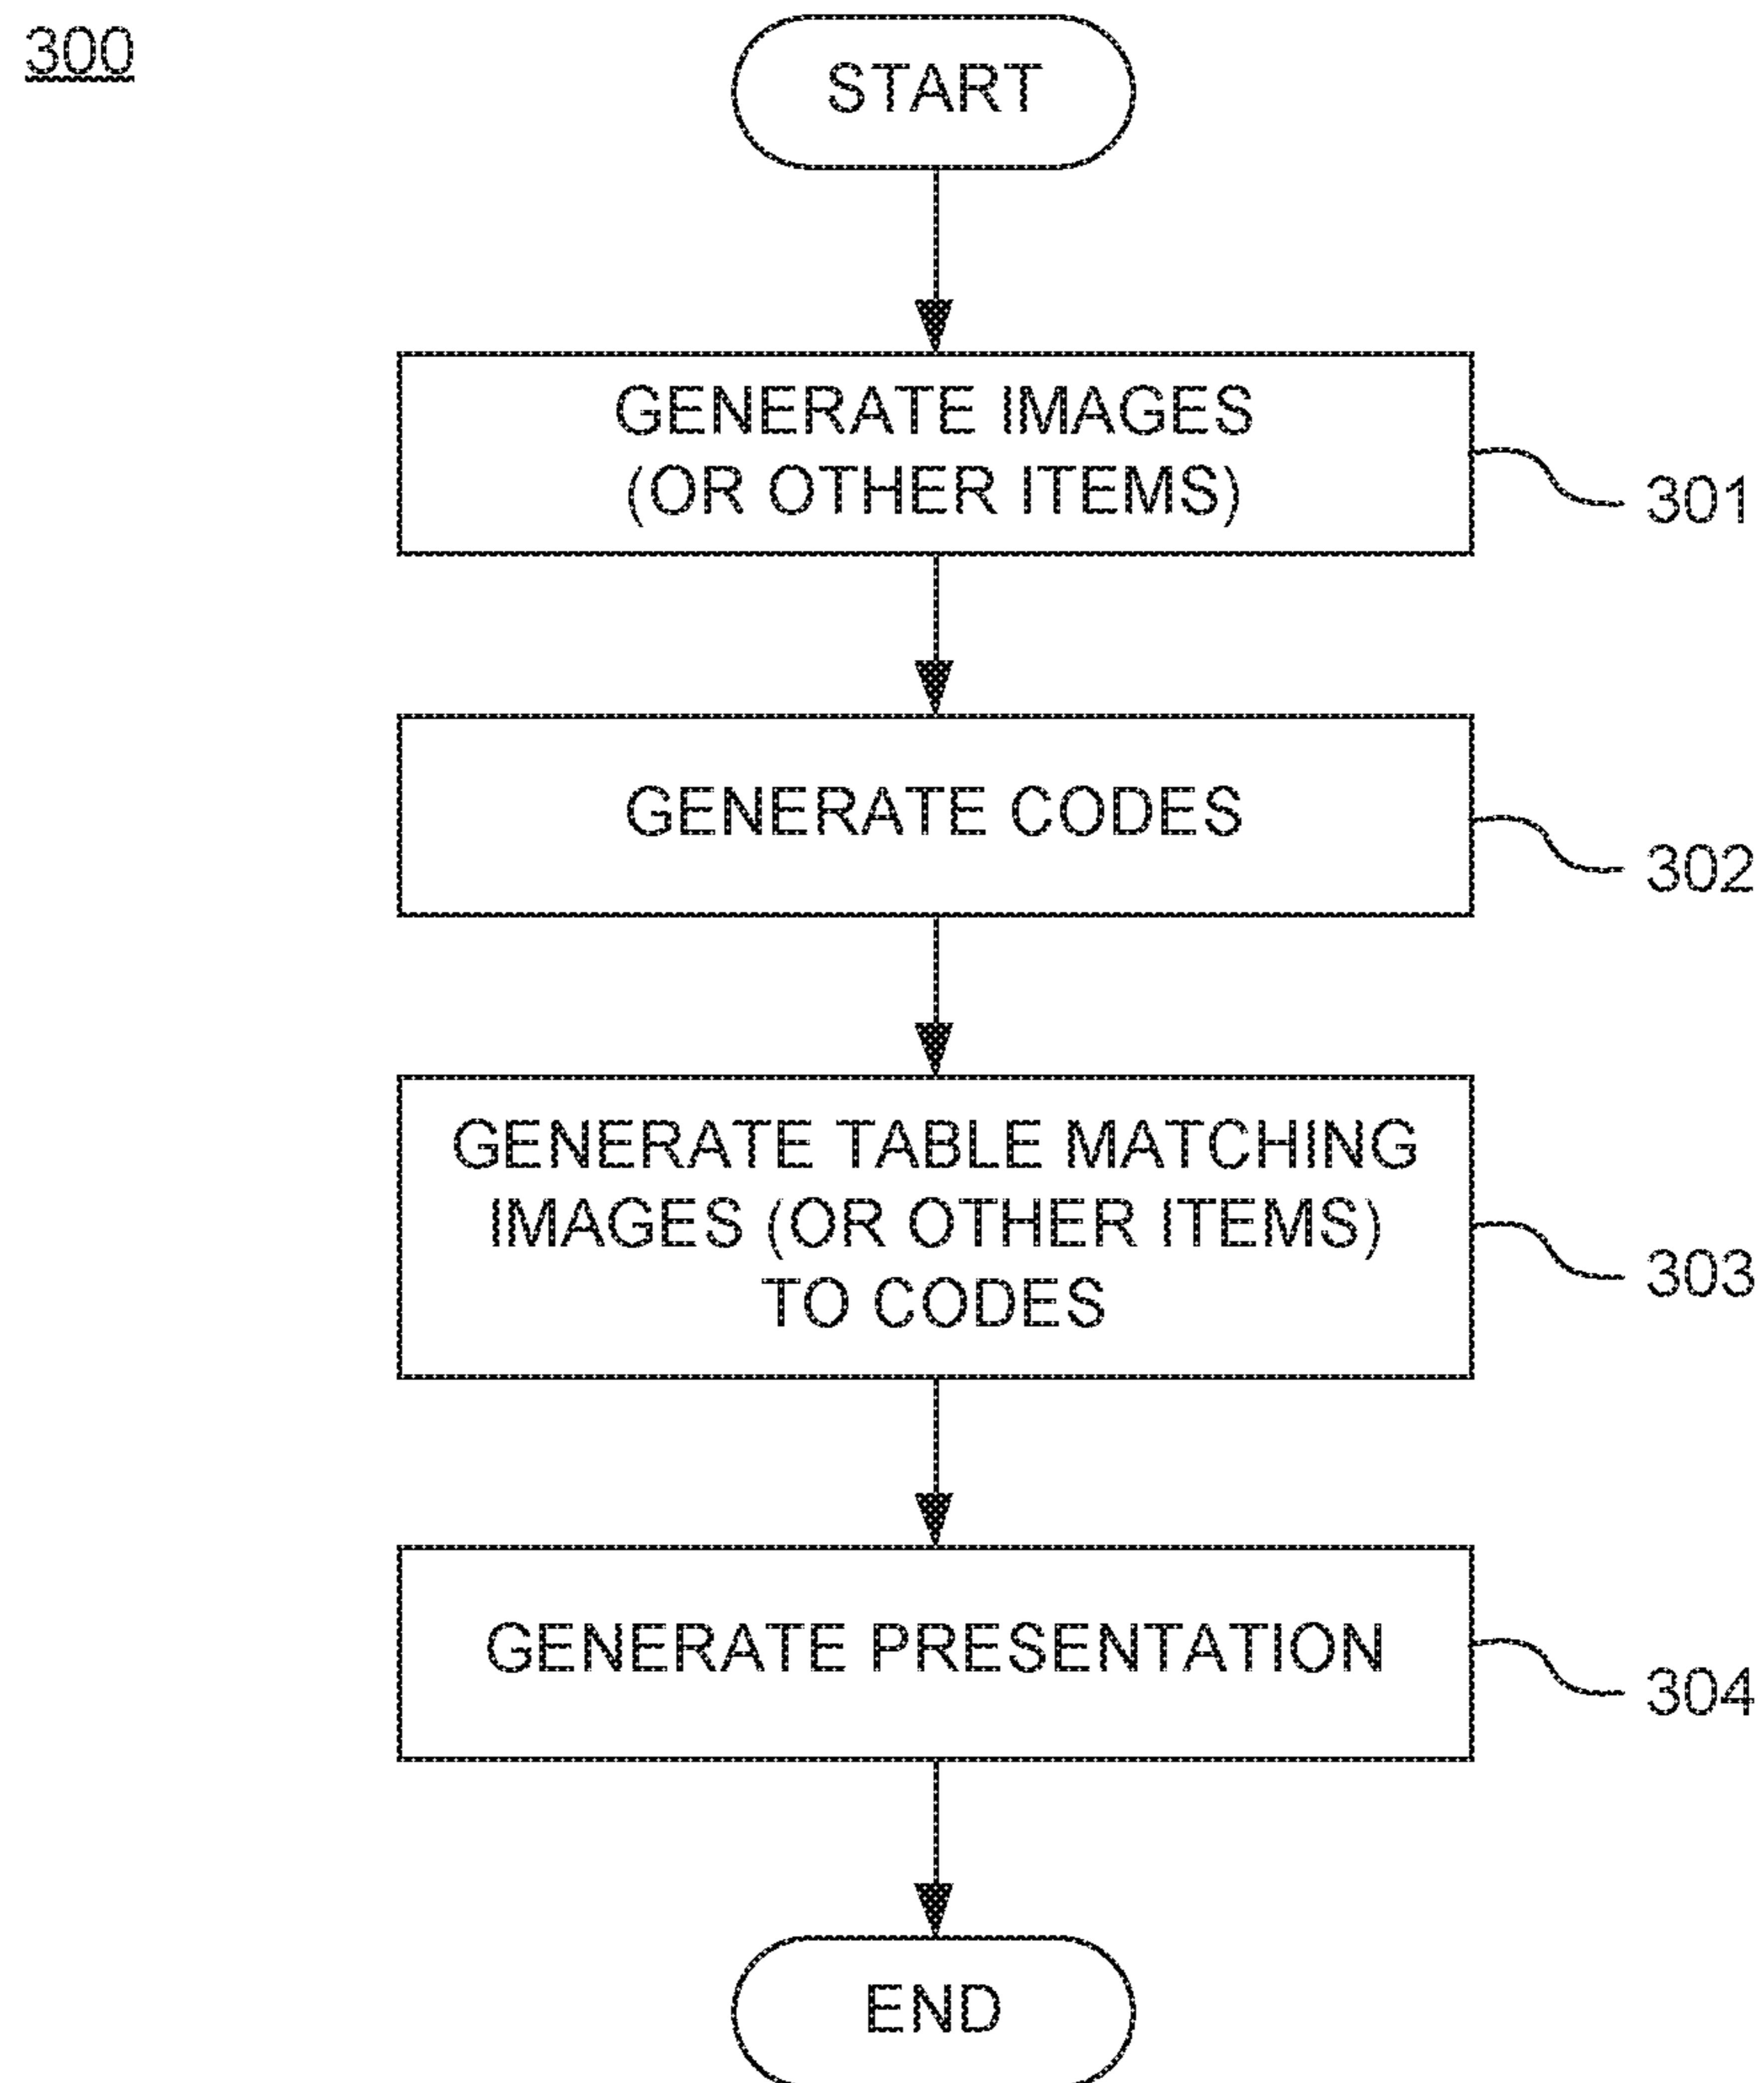 300
START
GENERATE IMAGES
(OR OTHER ITEMS)
301
GENERATE CODES
302
GENERATE TABLE MATCHING
IMAGES (OR OTHER ITEMS)
TO CODES
303
GENERATE PRESENTATION
304
END